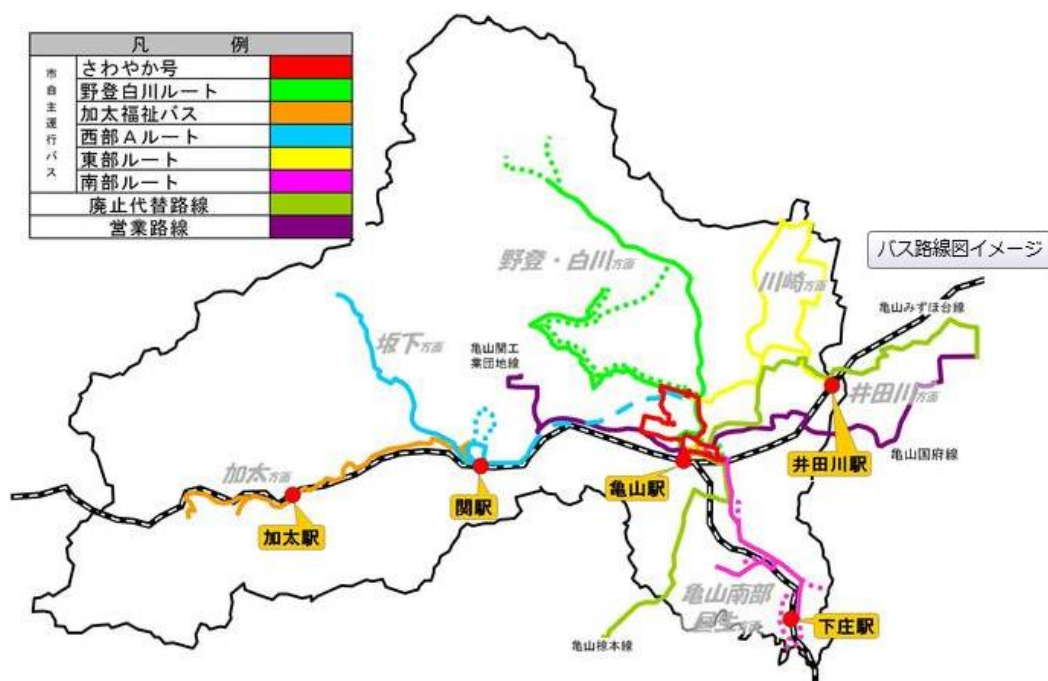 凡 例
市自主運行バス
さわやか号
野登白川ルート
加太福祉バス
西部Aルート
東部ルート
南部ルート
廃止代替路線
営業路線
バス路線図イメージ
野登・白川方面
川崎方面
亀山みずほ台線
坂下方面
亀山関工
業団地線
井田川方面
亀山国府線
井田川駅
加太方面
関駅
亀山駅
加太駅
亀山南部
昼生方面
下庄駅
亀山椋本線